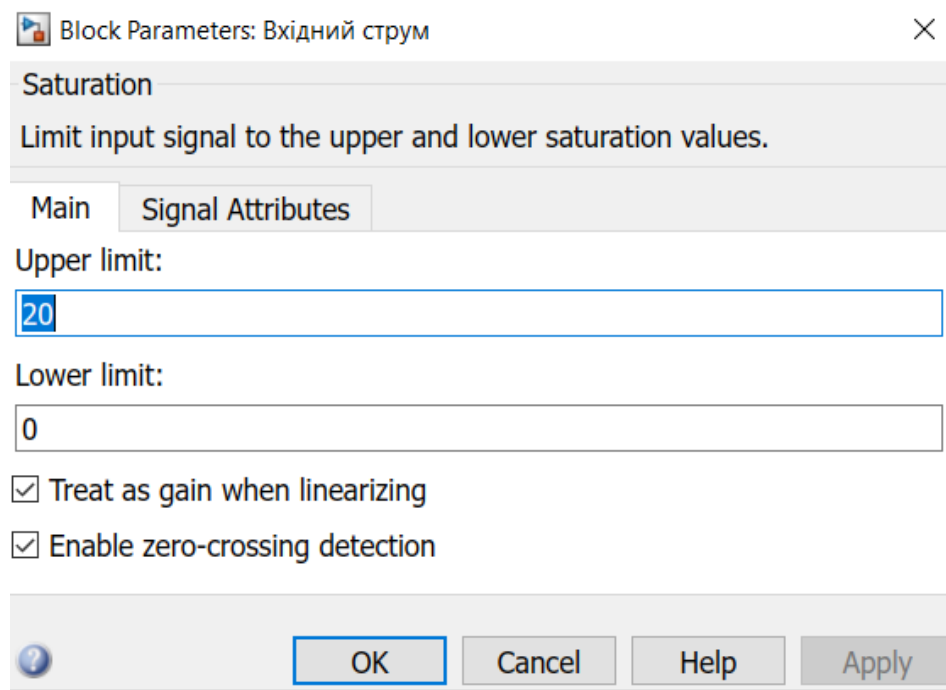 Block Parameters: Вхідний струм
Saturation
Limit input signal to the upper and lower saturation values.
Main Signal Attributes
Upper limit:
20
Lower limit:
0
Treat as gain when linearizing
Enable zero-crossing detection
? OK Cancel Help Apply